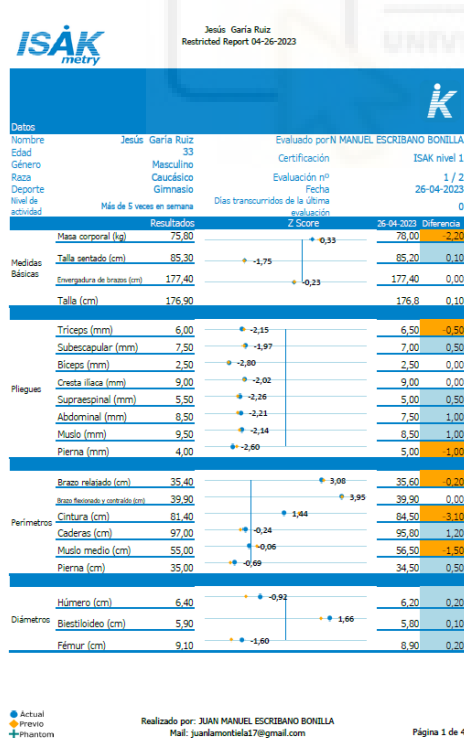 ISAK
metry
Jesús Garía Ruiz
Restricted Report 04-26-2023
Datos
Nombre Jesús Garía Ruiz Evaluado por N MANUEL ESCRIBANO BONILLA
Edad 33 Certificación ISAK nivel 1
Género Masculino
Raza Caucásico Evaluación nº 1 / 2
Deporte Gimnasio Fecha 26-04-2023
Nivel de actividad Más de 5 veces en semana Dias transcurridos de la última evaluación 0
Resultados Z Score 26-04-2023 Diferencia
Medidas Básicas
Masa corporal (kg) 75,80 0,33 78,00 -2,20
Talla sentado (cm) 85,30 -1,75 85,20 0,10
Envergadura de brazos (cm) 177,40 -0,23 177,40 0,00
Talla (cm) 176,90 176,8 0,10
Pliegues
Tríceps (mm) 6,00 -2,15 6,50 -0,50
Subescapular (mm) 7,50 -1,97 7,00 0,50
Biceps (mm) 2,50 -2,80 2,50 0,00
Cresta ilíaca (mm) 9,00 -2,02 9,00 0,00
Supraespinal (mm) 5,50 -2,26 5,00 0,50
Abdominal (mm) 8,50 -2,21 7,50 1,00
Muslo (mm) 9,50 -2,14 8,50 1,00
Pierna (mm) 4,00 -2,60 5,00 -1,00
Perímetros
Brazo relajado (cm) 35,40 3,08 35,60 -0,20
Brazo flexionado y contraído (cm) 39,90 3,95 39,90 0,00
Cintura (cm) 81,40 1,44 84,50 -3,10
Caderas (cm) 97,00 -0,24 95,80 1,20
Muslo medio (cm) 55,00 -0,06 56,50 -1,50
Pierna (cm) 35,00 -0,69 34,50 0,50
Diámetros
Húmero (cm) 6,40 -0,92 6,20 0,20
Biestiloideo (cm) 5,90 1,66 5,80 0,10
Fémur (cm) 9,10 -1,60 8,90 0,20
Actual
Previo
Phantom
Realizado por: JUAN MANUEL ESCRIBANO BONILLA
Mail: juanlamontiela17@gmail.com
Página 1 de 4